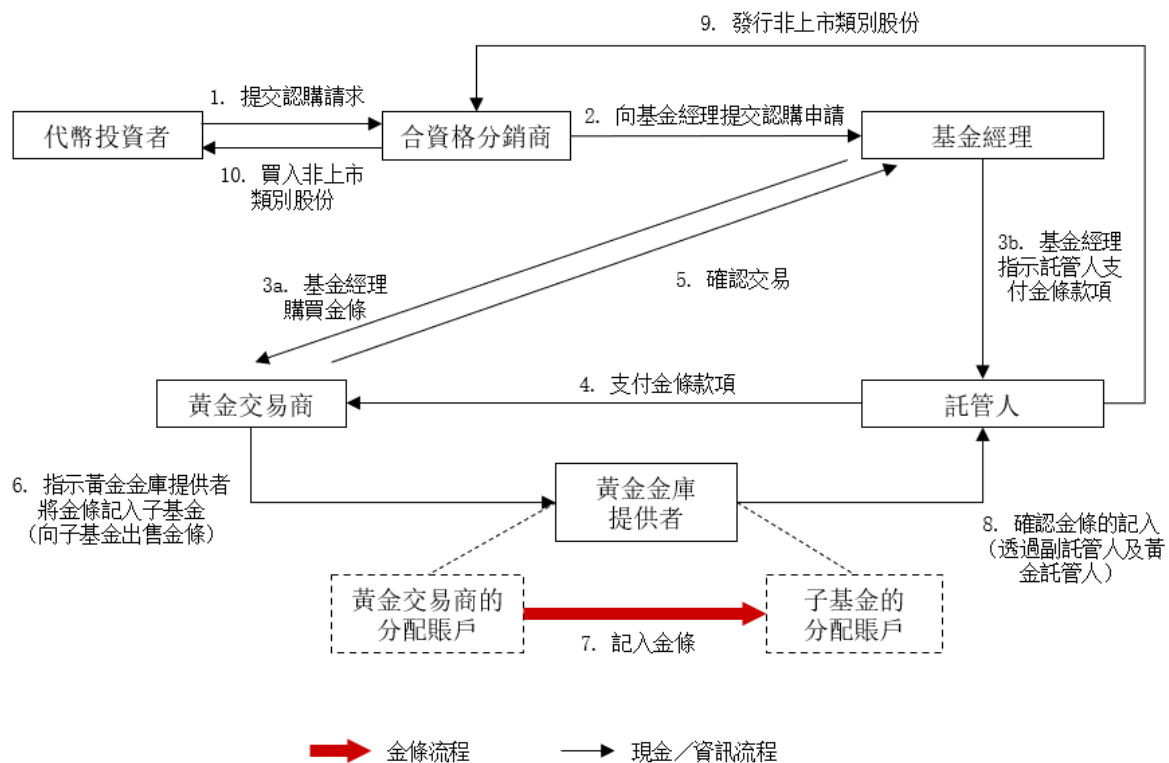 9. 發行非上市類別股份
1. 提交認購請求
2. 向基金經理提交認購申請
代幣投資者
合資格分銷商
基金經理
10. 買入非上市
類別股份
3a. 基金經理
購買金條
5. 確認交易
3b. 基金經理
指示託管人支
付金條款項
黃金交易商
4. 支付金條款項
託管人
6. 指示黃金金庫提供者
將金條記入子基金
（向子基金出售金條）
黃金金庫
提供者
8. 確認金條的記入
（透過副託管人及黃
金託管人）
黃金交易商的
分配賬戶
7. 記入金條
子基金的
分配賬戶
金條流程
現金／資訊流程